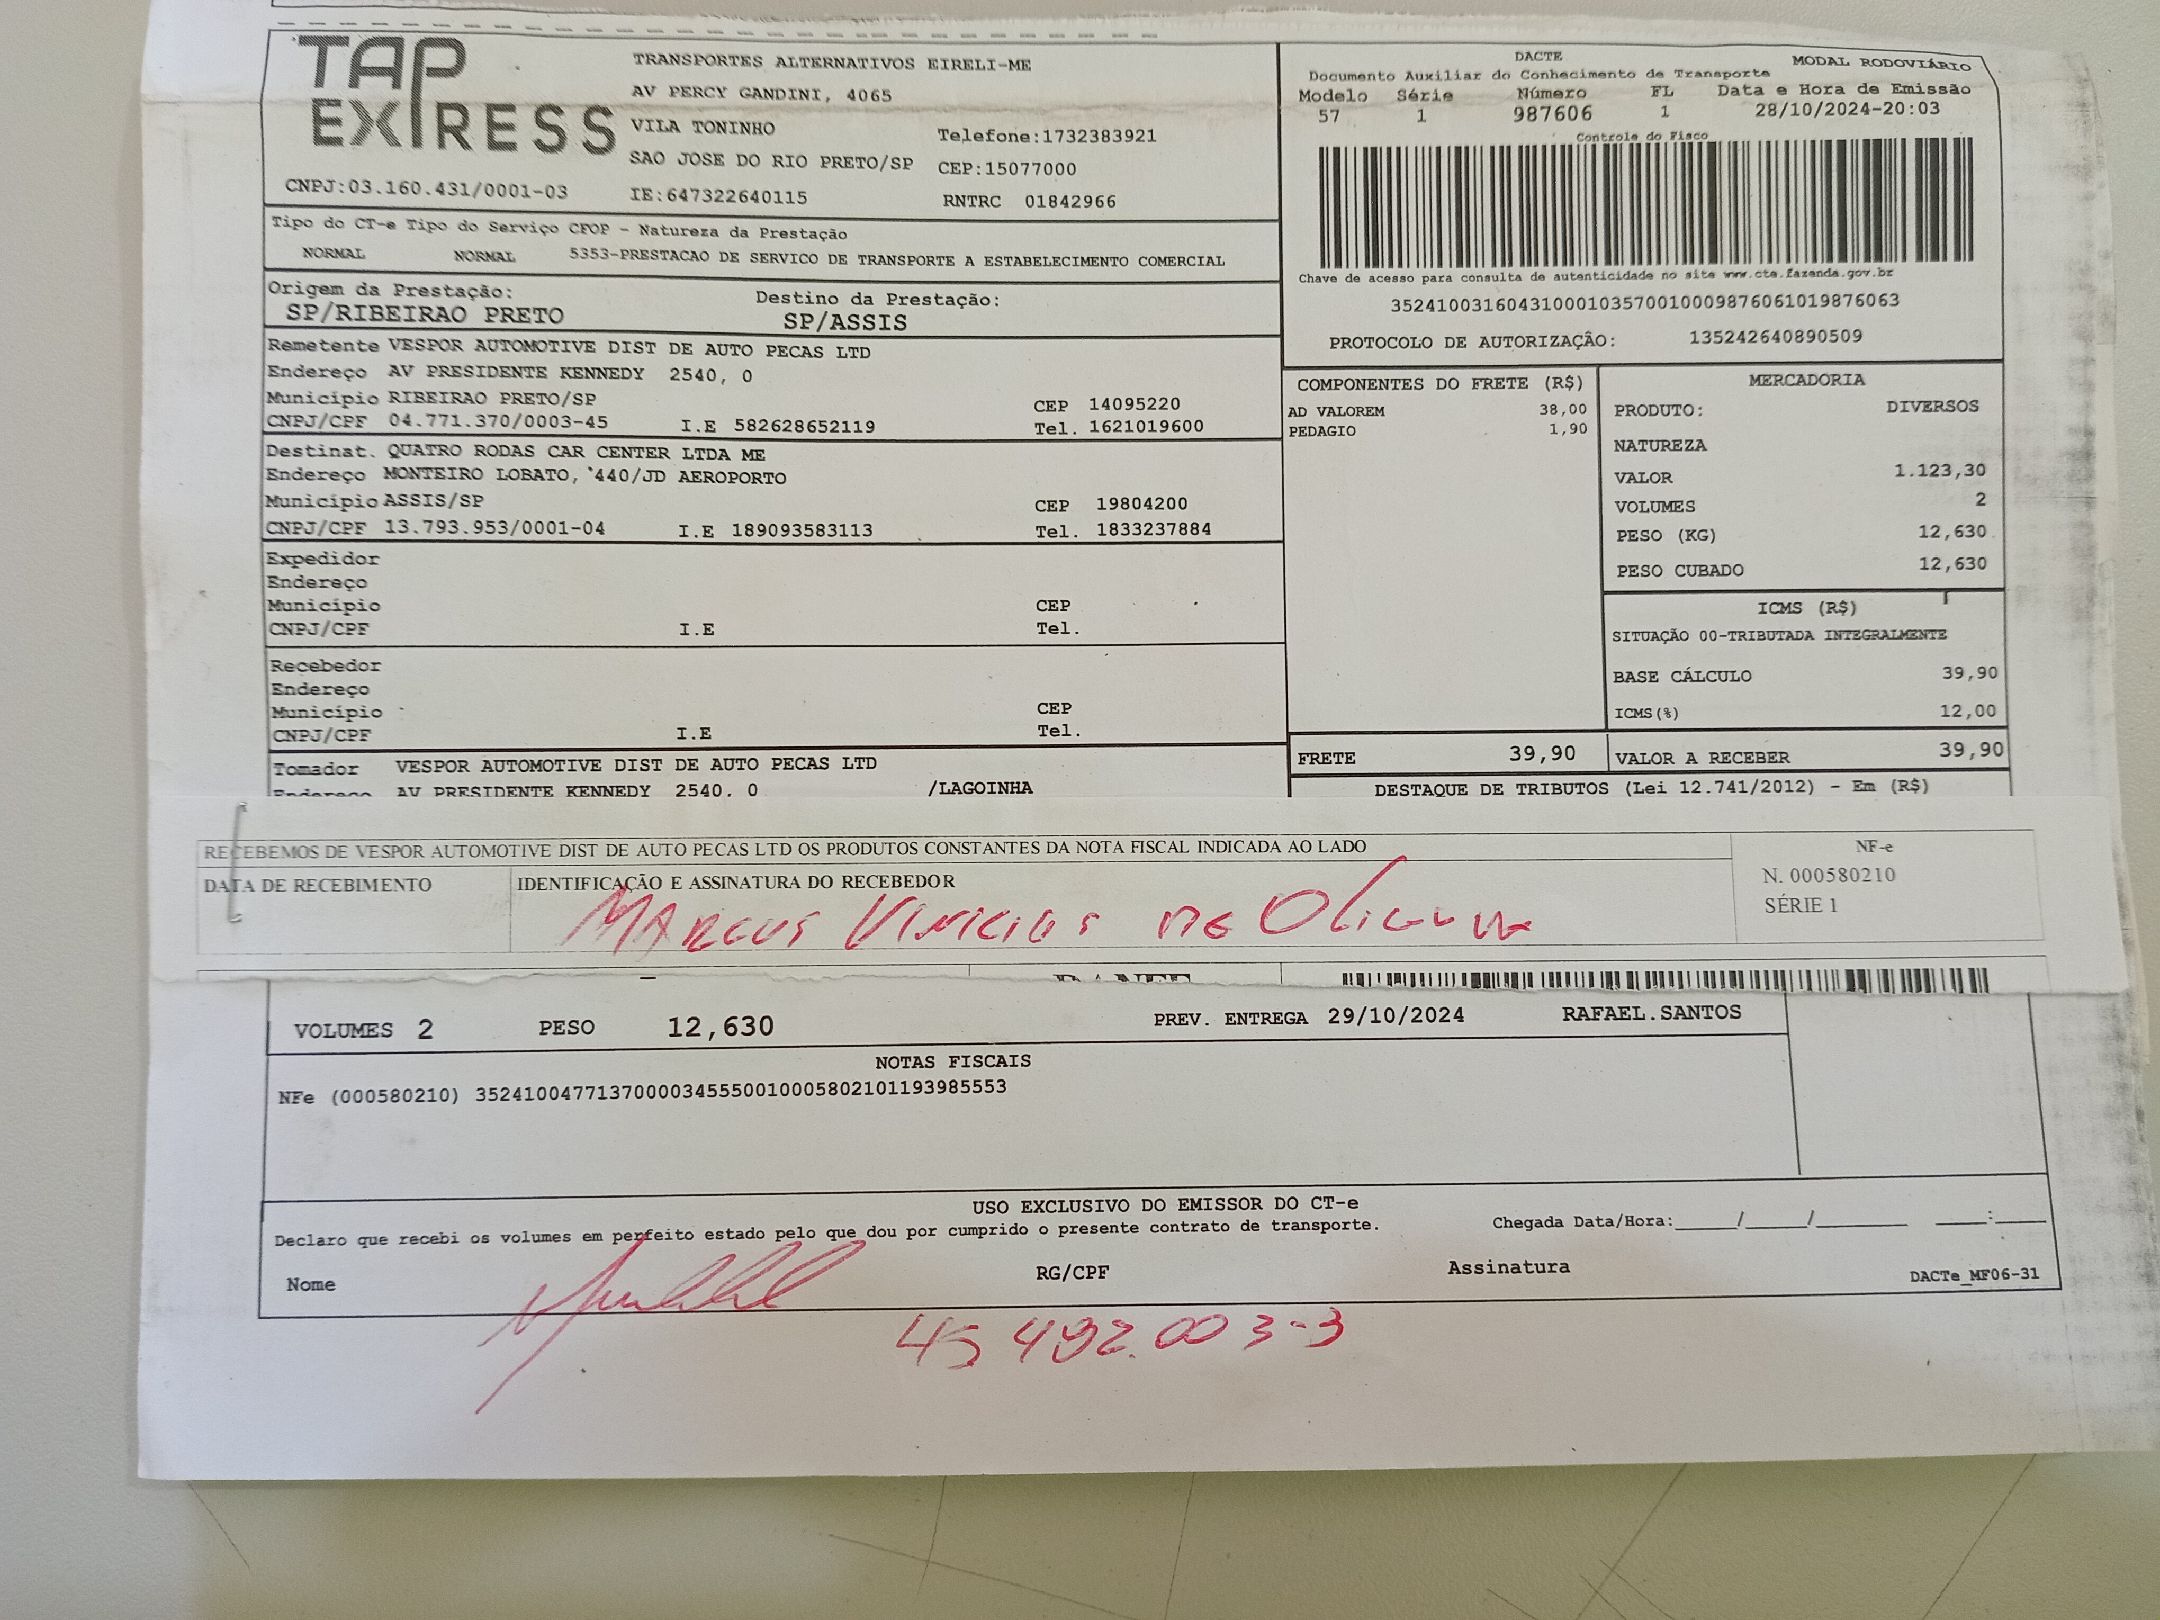 TAP EXPRESS
TRANSPORTES ALTERNATIVOS EIRELI-ME
AV PERCY GANDINI, 4065
VILA TONINHO Telefone:1732383921
SAO JOSE DO RIO PRETO/SP CEP:15077000
CNPJ:03.160.431/0001-03 IE:647322640115 RNTRC 01842966
DACTE MODAL RODOVIÁRIO
Documento Auxiliar do Conhecimento de Transporte
Modelo Série Número FL Data e Hora de Emissão
57 1 987606 1 28/10/2024-20:03
Controle do Fisco
Chave de acesso para consulta de autenticidade no site www.cte.fazenda.gov.br
35241003160431000103570010009876061019876063
PROTOCOLO DE AUTORIZAÇÃO: 135242640890509
Tipo do CT-e Tipo do Serviço CFOP - Natureza da Prestação
NORMAL NORMAL 5353-PRESTACAO DE SERVICO DE TRANSPORTE A ESTABELECIMENTO COMERCIAL
Origem da Prestação: Destino da Prestação:
SP/RIBEIRAO PRETO SP/ASSIS
Remetente VESPOR AUTOMOTIVE DIST DE AUTO PECAS LTD
Endereço AV PRESIDENTE KENNEDY 2540, 0
Município RIBEIRAO PRETO/SP CEP 14095220
CNPJ/CPF 04.771.370/0003-45 I.E 582628652119 Tel. 1621019600
Destinat. QUATRO RODAS CAR CENTER LTDA ME
Endereço MONTEIRO LOBATO, 440/JD AEROPORTO
Município ASSIS/SP CEP 19804200
CNPJ/CPF 13.793.953/0001-04 I.E 189093583113 Tel. 1833237884
Expedidor
Endereço
Município CEP
CNPJ/CPF I.E Tel.
Recebedor
Endereço
Município CEP
CNPJ/CPF I.E Tel.
Tomador VESPOR AUTOMOTIVE DIST DE AUTO PECAS LTD
Endereço AV PRESIDENTE KENNEDY 2540, 0 /LAGOINHA
COMPONENTES DO FRETE (R$)
AD VALOREM 38,00
PEDAGIO 1,90
FRETE 39,90
MERCADORIA
PRODUTO: DIVERSOS
NATUREZA
VALOR 1.123,30
VOLUMES 2
PESO (KG) 12,630
PESO CUBADO 12,630
ICMS (R$)
SITUAÇÃO 00-TRIBUTADA INTEGRALMENTE
BASE CÁLCULO 39,90
ICMS(%) 12,00
VALOR A RECEBER 39,90
DESTAQUE DE TRIBUTOS (Lei 12.741/2012) - Em (R$)
RECEBEMOS DE VESPOR AUTOMOTIVE DIST DE AUTO PECAS LTD OS PRODUTOS CONSTANTES DA NOTA FISCAL INDICADA AO LADO
DATA DE RECEBIMENTO IDENTIFICAÇÃO E ASSINATURA DO RECEBEDOR
MARCUS VINICIUS DE
NF-e
N. 000580210
SÉRIE 1
VOLUMES 2 PESO 12,630 PREV. ENTREGA 29/10/2024 RAFAEL.SANTOS
NOTAS FISCAIS
NFe (000580210) 35241004771370000345550010005802101193985553
USO EXCLUSIVO DO EMISSOR DO CT-e
Declaro que recebi os volumes em perfeito estado pelo que dou por cumprido o presente contrato de transporte. Chegada Data/Hora:____/____/______ ___:___
Nome RG/CPF Assinatura DACTe_MF06-31
45 492.003-3